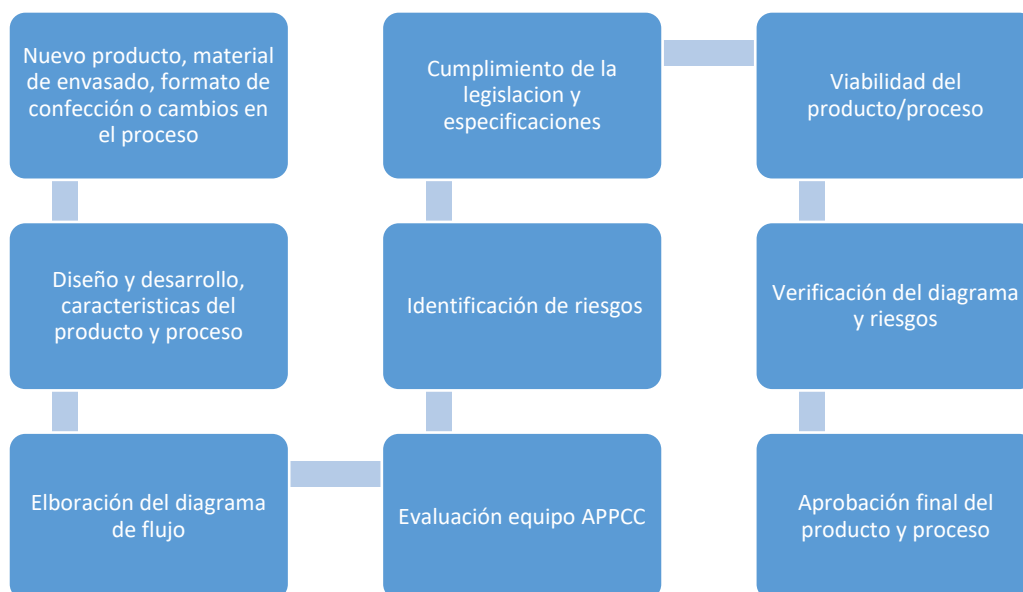 Nuevo producto, material
de envasado, formato de
confección o cambios en
el proceso
Diseño y desarrollo,
caracteristicas del
producto y proceso
Elboración del diagrama
de flujo
Evaluación equipo APPCC
Identificación de riesgos
Cumplimiento de la
legislacion y
especificaciones
Viabilidad del
producto/proceso
Verificación del diagrama
y riesgos
Aprobación final del
producto y proceso